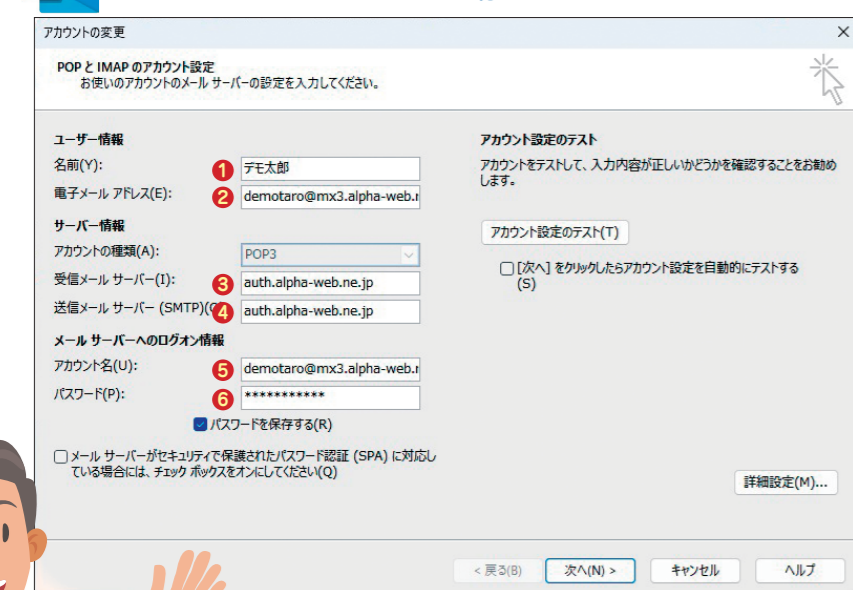 アカウントの変更
POP と IMAP のアカウント設定
お使いのアカウントのメール サーバーの設定を入力してください。
ユーザー情報
名前(Y):
1
デモ太郎
電子メール アドレス(E):
2
demotaro@mx3.alpha-web.r
サーバー情報
アカウントの種類(A):
POP3
受信メール サーバー(I):
3
auth.alpha-web.ne.jp
送信メール サーバー (SMTP)(
4
auth.alpha-web.ne.jp
メール サーバーへのログオン情報
アカウント名(U):
5
demotaro@mx3.alpha-web.r
パスワード(P):
6
***********
パスワードを保存する(R)
メール サーバーがセキュリティで保護されたパスワード認証 (SPA) に対応し
ている場合には、チェック ボックスをオンにしてください(Q)
アカウント設定のテスト
アカウントをテストして、入力内容が正しいかどうかを確認することをお勧め
します。
アカウント設定のテスト(T)
[次へ] をクリックしたらアカウント設定を自動的にテストする
(S)
詳細設定(M)...
< 戻る(B)
次へ(N) >
キャンセル
ヘルプ